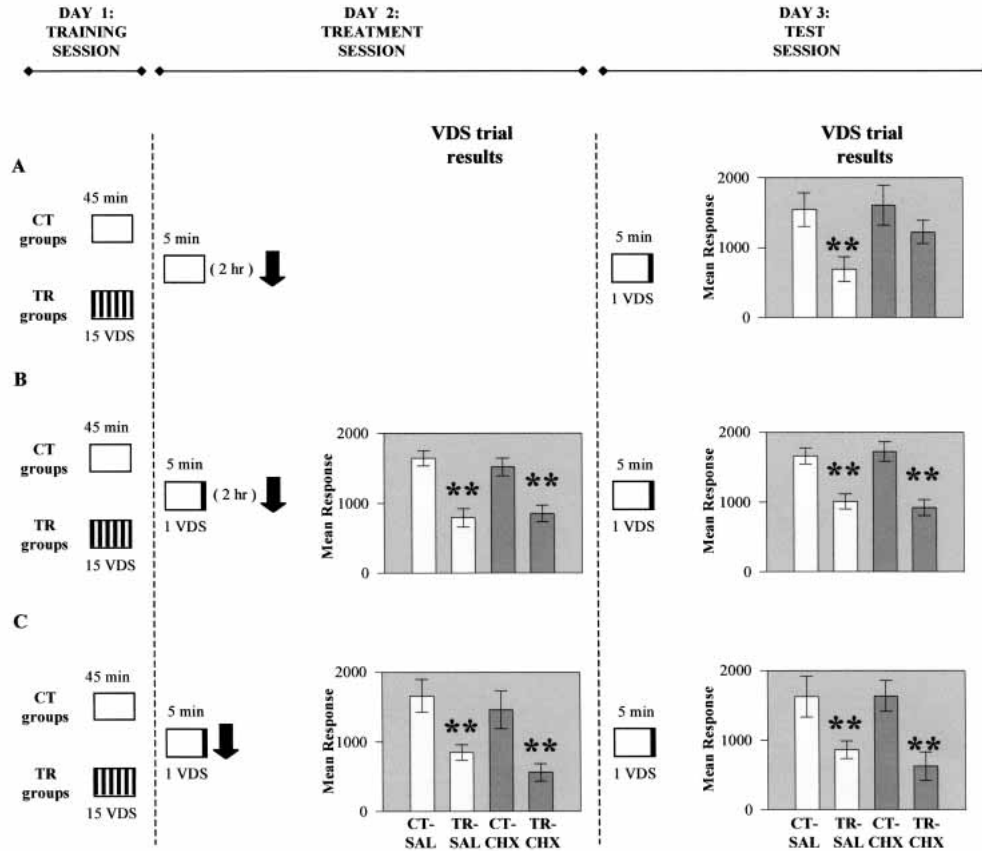 DAY 1:
TRAINING
SESSION
DAY 2:
TREATMENT
SESSION
DAY 3:
TEST
SESSION
VDS trial
results
VDS trial
results
A
45 min
CT
groups
TR
groups
15 VDS
5 min
( 2 hr )
5 min
1 VDS
Mean Response
2000
1000
0
**
B
45 min
CT
groups
TR
groups
15 VDS
5 min
( 2 hr )
1 VDS
Mean Response
2000
1000
0
**
**
5 min
1 VDS
Mean Response
2000
1000
0
**
**
C
45 min
CT
groups
TR
groups
15 VDS
5 min
1 VDS
Mean Response
2000
1000
0
**
**
CT- TR- CT- TR-
SAL SAL CHX CHX
5 min
1 VDS
Mean Response
2000
1000
0
**
**
CT- TR- CT- TR-
SAL SAL CHX CHX